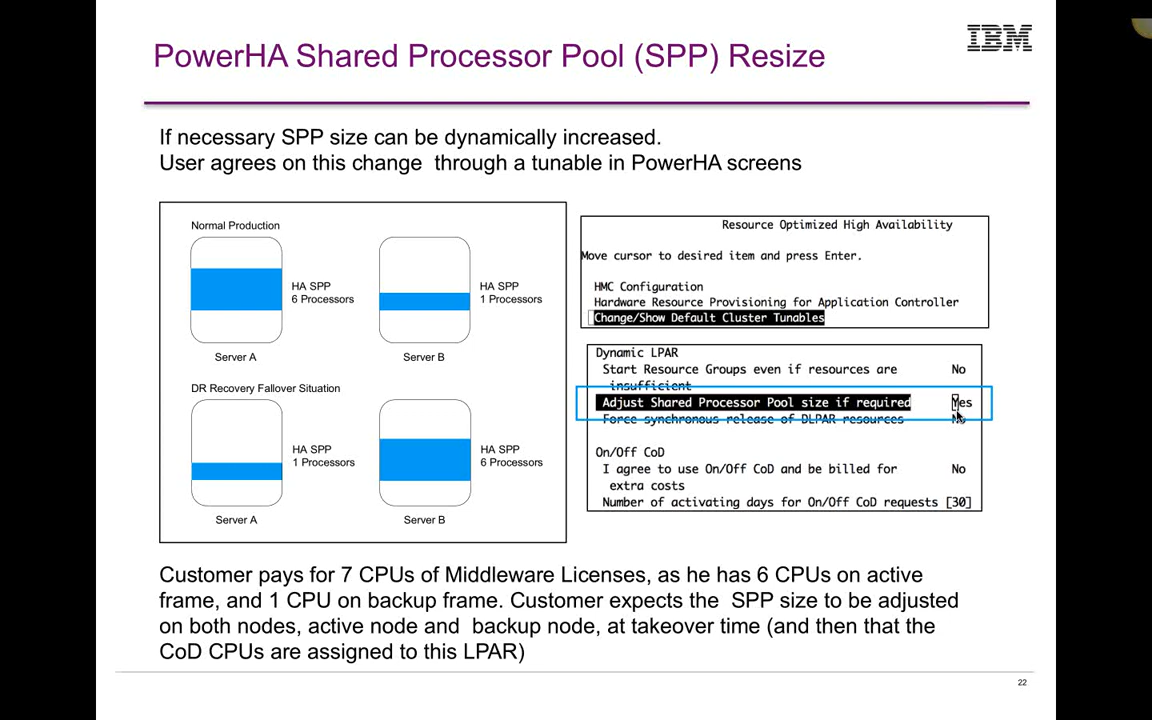 IBM
PowerHA Shared Processor Pool (SPP) Resize
If necessary SPP size can be dynamically increased.
User agrees on this change through a tunable in PowerHA screens
Normal Production
HA SPP
6 Processors
HA SPP
1 Processors
Server A
Server B
DR Recovery Fallover Situation
HA SPP
1 Processors
HA SPP
6 Processors
Server A
Server B
Resource Optimized High Availability
Move cursor to desired item and press Enter.
HMC Configuration
Hardware Resource Provisioning for Application Controller
Change/Show Default Cluster Tunables
Dynamic LPAR
Start Resource Groups even if resources are No
insufficient
Adjust Shared Processor Pool size if required Yes
Force synchronous release of DLPAR resources No
On/Off CoD
I agree to use On/Off CoD and be billed for No
extra costs
Number of activating days for On/Off CoD requests [30]
Customer pays for 7 CPUs of Middleware Licenses, as he has 6 CPUs on active
frame, and 1 CPU on backup frame. Customer expects the SPP size to be adjusted
on both nodes, active node and backup node, at takeover time (and then that the
CoD CPUs are assigned to this LPAR)
22